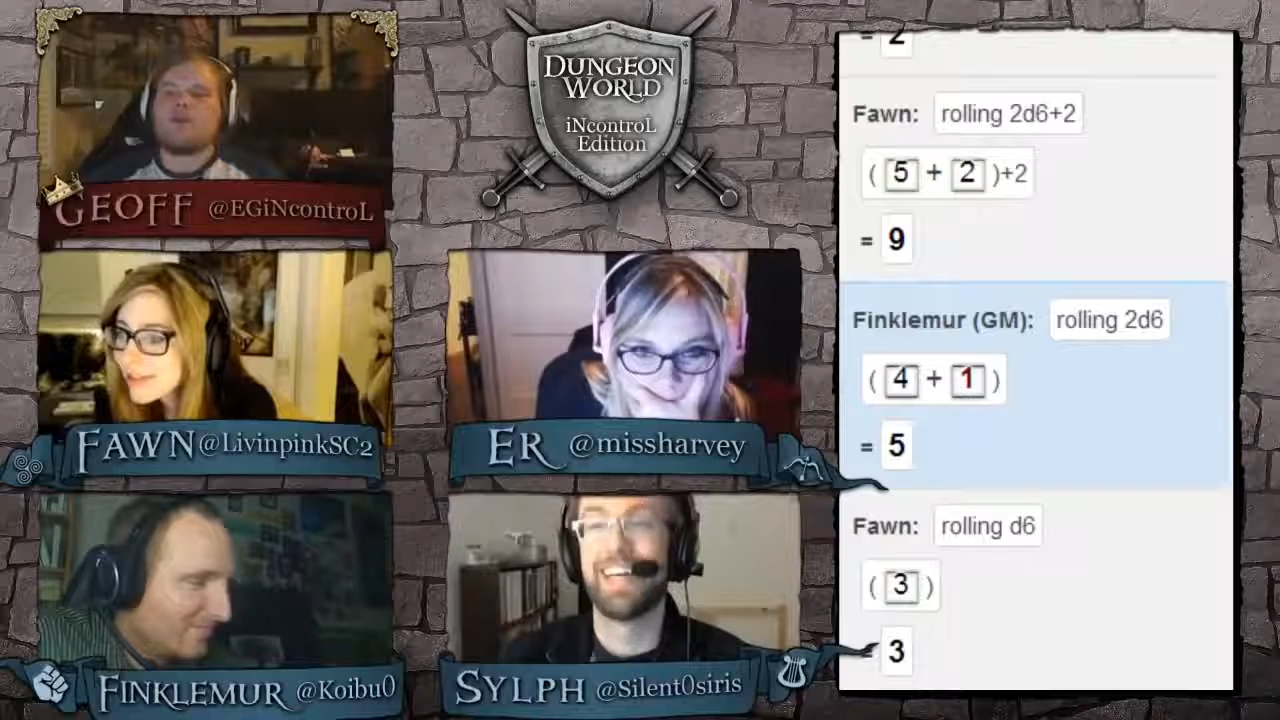 DUNGEON
WORLD
iNcontroL
Edition
GEOFF @EGiNcontroL
FAWN @LivinpinkSC2
ER @missharvey
FINKLEMUR @Koibu0
SYLPH @Silent0siris
= 2
Fawn: rolling 2d6+2
( 5 + 2 )+2
= 9
Finklemur (GM): rolling 2d6
( 4 + 1 )
= 5
Fawn: rolling d6
( 3 )
= 3